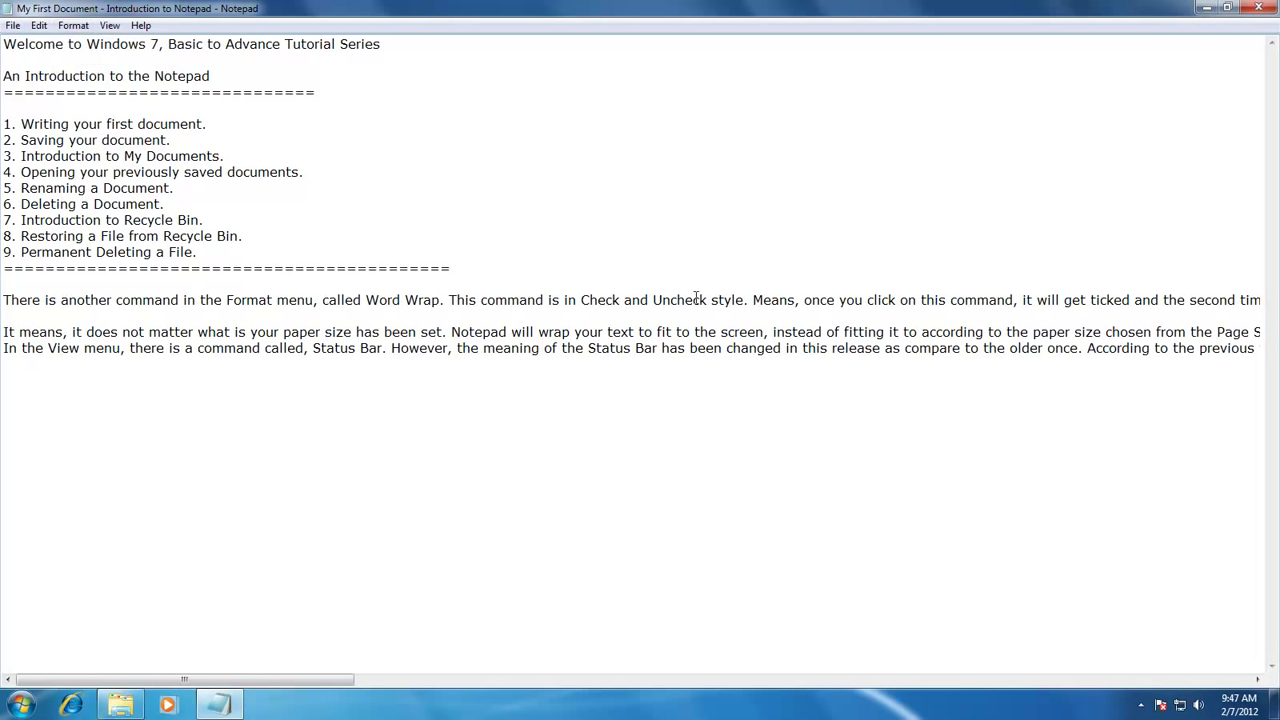 My First Document - Introduction to Notepad - Notepad
File Edit Format View Help
Welcome to Windows 7, Basic to Advance Tutorial Series
An Introduction to the Notepad
==============================
1. Writing your first document.
2. Saving your document.
3. Introduction to My Documents.
4. Opening your previously saved documents.
5. Renaming a Document.
6. Deleting a Document.
7. Introduction to Recycle Bin.
8. Restoring a File from Recycle Bin.
9. Permanent Deleting a File.
===========================================
There is another command in the Format menu, called Word Wrap. This command is in Check and Uncheck style. Means, once you click on this command, it will get ticked and the second tim
It means, it does not matter what is your paper size has been set. Notepad will wrap your text to fit to the screen, instead of fitting it to according to the paper size chosen from the Page S
In the View menu, there is a command called, Status Bar. However, the meaning of the Status Bar has been changed in this release as compare to the older once. According to the previous
9:47 AM
2/7/2012